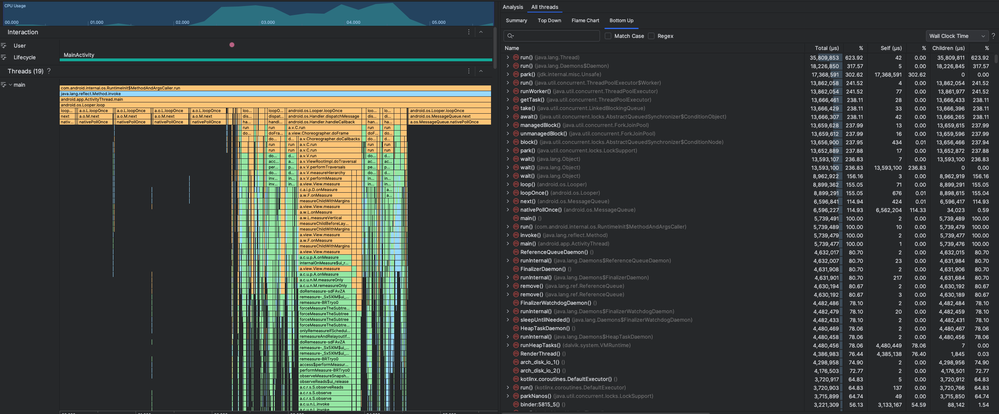 CPU Usage
00.000 01.000 02.000 03.000 04.000 05.000
Interaction
User
Lifecycle
MainActivity
Threads (19) ?
main
com.android.internal.os.RuntimeInit$MethodAndArgsCaller.run
java.lang.reflect.Method.invoke
android.app.ActivityThread.main
android.os.Looper.loop
loop... a.o.L.loopOnce a.o.L.loopOnce a.o.L.loopOnce a.o.L.loopOnce loo... loopO... android.os.Looper.loopOnce loo... lo... android.os.Looper.loopOnce
next a.o.M.next a.o.M.next a.o.M.next a.o.M.next dis... dispat... android.os.Handler.dispatchMessage dis... di... android.os.MessageQueue.next
nativ... nativePollOnce nativePollOnce nativePollOnce nativePollOnce ha... handl... android.os.Handler.handleCallback han... ha... a.os.MessageQueue.nativePollOnce
run run a.v.C.run run run
do... doFra... a.view.Choreographer.doFrame doF... do...
do... d... a.v.Choreographer.doCallbacks do... d...
run run a.v.C.run run run
run run a.v.C.run run run
do... d... a.v.V.run do... d...
acc... a... a.v.ViewRootImpl.doTraversal ac... ac...
per... p... a.v.V.performTraversals pe... p...
do... d... a.v.V.measureHierarchy do... d...
inv... in... a.v.V.performMeasure in... in...
inv... in... a.view.View.measure in... in...
c.a.i.p.D.onMeasure a...
a.w.F.onMeasure a...
measureChildWithMargins
a.view.View.measure
a.w.L.onMeasure
a.w.L.measureVertical
measureChildBeforeLay...
measureChildWithMargins
a.view.View.measure
a.w.F.onMeasure
measureChildWithMargins
a.view.View.measure
a.c.u.p.A.onMeasure
internalOnMeasure$ui_r...
a.view.View.measure
a.c.u.p.A.onMeasure
a.c.u.n.M.measureOnly
a.c.u.n.M.remeasureOnly
doRemeasure-sdFAvZA
remeasure-_Sx5XlM$ui_...
remeasure-BRTryo0
forceMeasureTheSubtre...
forceMeasureTheSubtree
forceMeasureTheSubtree
forceMeasureTheSubtre...
onlyRemeasureIfSchedul...
remeasureAndRelayoutIf...
doRemeasure-sdFAvZA
remeasure-_Sx5XlM$ui_...
remeasure-_Sx5XlM$ui_...
remeasure-BRTryo0
access$performMeasur...
performMeasure-BRTryo0
observeMeasureSnapsh...
observeReads$ui_release
a.c.r.s.S.observeReads
a.c.r.s.S.observe
a.c.r.s.S.observe
a.c.u.n.L.invoke
a.c.u.n.L.invoke
Analysis All threads
Summary Top Down Flame Chart Bottom Up
Match Case Regex Wall Clock Time ?
Name Total (μs) % Self (μs) % Children (μs) %
run() (java.lang.Thread) 35,809,853 623.92 42 0.00 35,809,811 623.92
run() (java.lang.Daemons$Daemon) 18,226,850 317.57 5 0.00 18,226,845 317.57
park() (jdk.internal.misc.Unsafe) 17,368,591 302.62 17,368,591 302.62 0 0.00
run() (java.util.concurrent.ThreadPoolExecutor$Worker) 13,862,058 241.52 4 0.00 13,862,054 241.52
runWorker() (java.util.concurrent.ThreadPoolExecutor) 13,862,054 241.52 77 0.00 13,861,977 241.52
getTask() (java.util.concurrent.ThreadPoolExecutor) 13,666,461 238.11 28 0.00 13,666,433 238.11
take() (java.util.concurrent.LinkedBlockingQueue) 13,666,429 238.11 33 0.00 13,666,396 238.11
await() (java.util.concurrent.locks.AbstractQueuedSynchronizer$ConditionObject) 13,666,307 238.11 42 0.00 13,666,265 238.11
managedBlock() (java.util.concurrent.ForkJoinPool) 13,659,628 237.99 13 0.00 13,659,615 237.99
unmanagedBlock() (java.util.concurrent.ForkJoinPool) 13,659,612 237.99 16 0.00 13,659,596 237.99
block() (java.util.concurrent.locks.AbstractQueuedSynchronizer$ConditionNode) 13,656,900 237.95 434 0.01 13,656,466 237.94
park() (java.util.concurrent.locks.LockSupport) 13,652,889 237.88 17 0.00 13,652,872 237.88
wait() (java.lang.Object) 13,593,107 236.83 7 0.00 13,593,100 236.83
wait() (java.lang.Object) 13,593,100 236.83 13,593,100 236.83 0 0.00
wait() (java.lang.Object) 8,962,922 156.16 3 0.00 8,962,919 156.16
loop() (android.os.Looper) 8,899,362 155.05 71 0.00 8,899,291 155.05
loopOnce() (android.os.Looper) 8,899,291 155.05 676 0.01 8,898,615 155.04
next() (android.os.MessageQueue) 6,596,841 114.94 424 0.01 6,596,417 114.93
nativePollOnce() (android.os.MessageQueue) 6,596,227 114.93 6,562,204 114.33 34,023 0.59
main() () 5,739,491 100.00 2 0.00 5,739,489 100.00
run() (com.android.internal.os.RuntimeInit$MethodAndArgsCaller) 5,739,489 100.00 10 0.00 5,739,479 100.00
invoke() (java.lang.reflect.Method) 5,739,479 100.00 2 0.00 5,739,477 100.00
main() (android.app.ActivityThread) 5,739,477 100.00 1 0.00 5,739,476 100.00
ReferenceQueueDaemon() () 4,632,017 80.70 2 0.00 4,632,015 80.70
runInternal() (java.lang.Daemons$ReferenceQueueDaemon) 4,632,007 80.70 23 0.00 4,631,984 80.70
FinalizerDaemon() () 4,631,908 80.70 2 0.00 4,631,906 80.70
runInternal() (java.lang.Daemons$FinalizerDaemon) 4,631,901 80.70 217 0.00 4,631,684 80.70
remove() (java.lang.ref.ReferenceQueue) 4,630,194 80.67 2 0.00 4,630,192 80.67
remove() (java.lang.ref.ReferenceQueue) 4,630,192 80.67 3 0.00 4,630,189 80.67
FinalizerWatchdogDaemon() () 4,482,486 78.10 2 0.00 4,482,484 78.10
runInternal() (java.lang.Daemons$FinalizerWatchdogDaemon) 4,482,479 78.10 20 0.00 4,482,459 78.10
sleepUntilNeeded() (java.lang.Daemons$FinalizerWatchdogDaemon) 4,482,433 78.10 2 0.00 4,482,431 78.10
HeapTaskDaemon() () 4,480,469 78.06 2 0.00 4,480,467 78.06
runInternal() (java.lang.Daemons$HeapTaskDaemon) 4,480,458 78.06 2 0.00 4,480,456 78.06
runHeapTasks() (dalvik.system.VMRuntime) 4,480,456 78.06 4,480,449 78.06 7 0.00
RenderThread() () 4,386,983 76.44 4,385,138 76.40 1,845 0.03
arch_disk_io_1() () 4,298,958 74.90 2 0.00 4,298,956 74.90
arch_disk_io_2() () 4,176,503 72.77 2 0.00 4,176,501 72.77
kotlinx.coroutines.DefaultExecutor() () 3,720,917 64.83 5 0.00 3,720,912 64.83
run() (kotlinx.coroutines.DefaultExecutor) 3,720,903 64.83 137 0.00 3,720,766 64.83
parkNanos() (java.util.concurrent.locks.LockSupport) 3,715,899 64.74 49 0.00 3,715,850 64.74
binder:5815_5() () 3,221,309 56.13 3,133,167 54.59 88,142 1.54